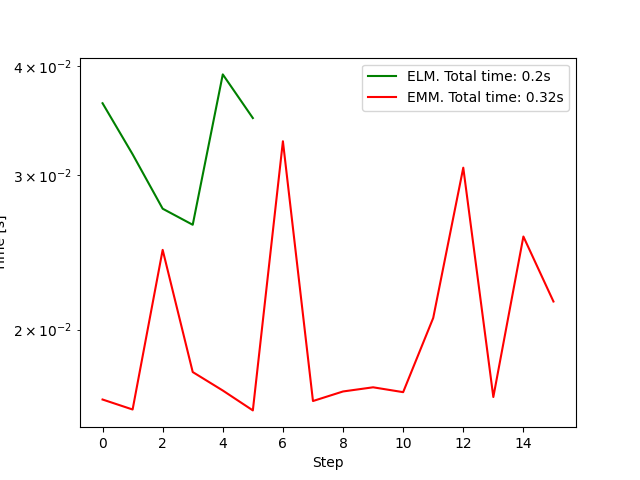 4 × 10⁻²
3 × 10⁻²
2 × 10⁻²
[s]
ELM. Total time: 0.2s
EMM. Total time: 0.32s
0 2 4 6 8 10 12 14
Step